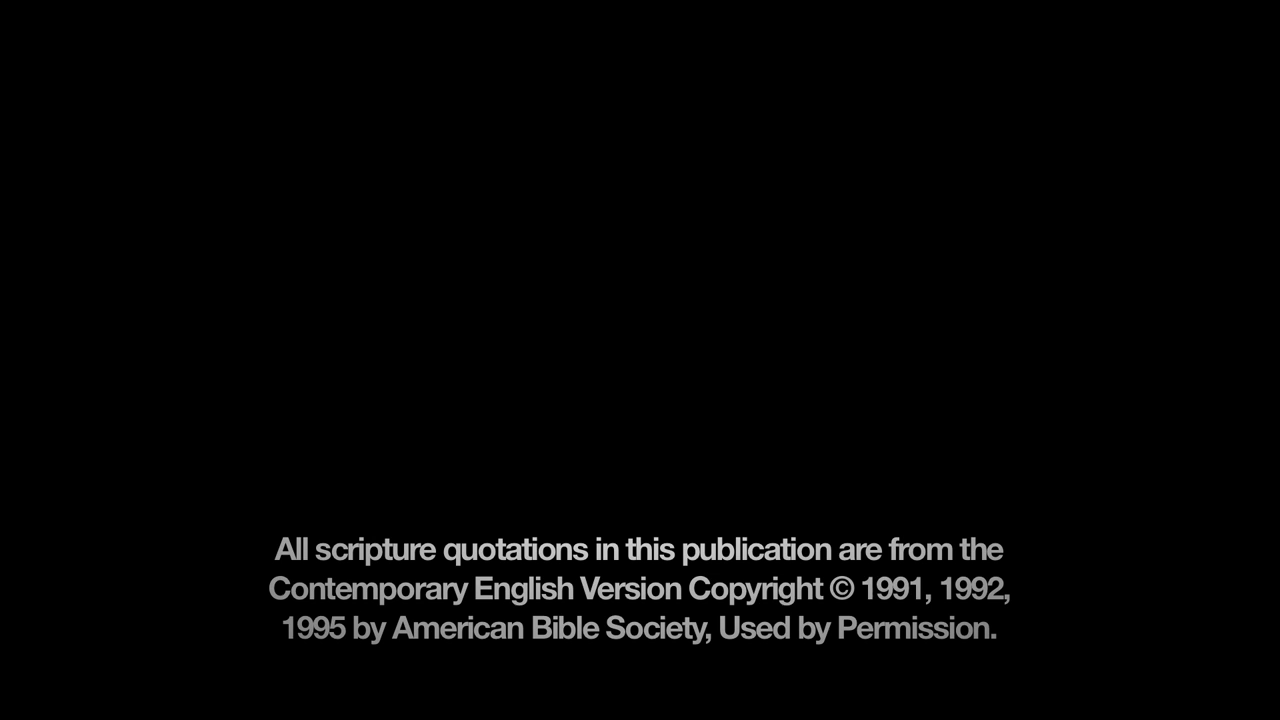 All scripture quotations in this publication are from the
Contemporary English Version Copyright © 1991, 1992,
1995 by American Bible Society, Used by Permission.